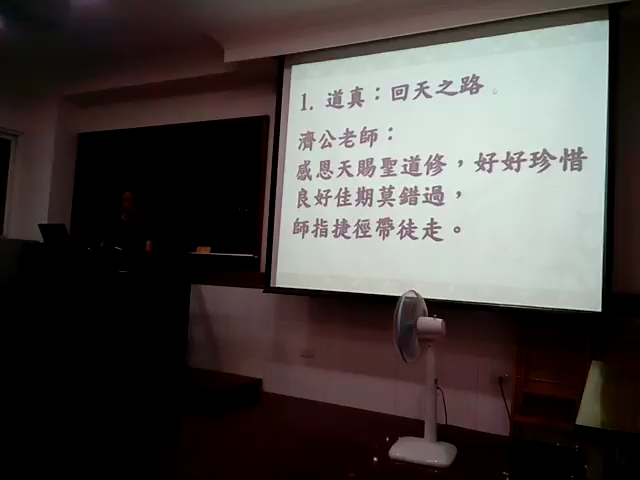 1. 道真：回天之路。
濟公老師：
感恩天賜聖道修，好好珍惜
良好佳期莫錯過，
師指捷徑帶徒走。